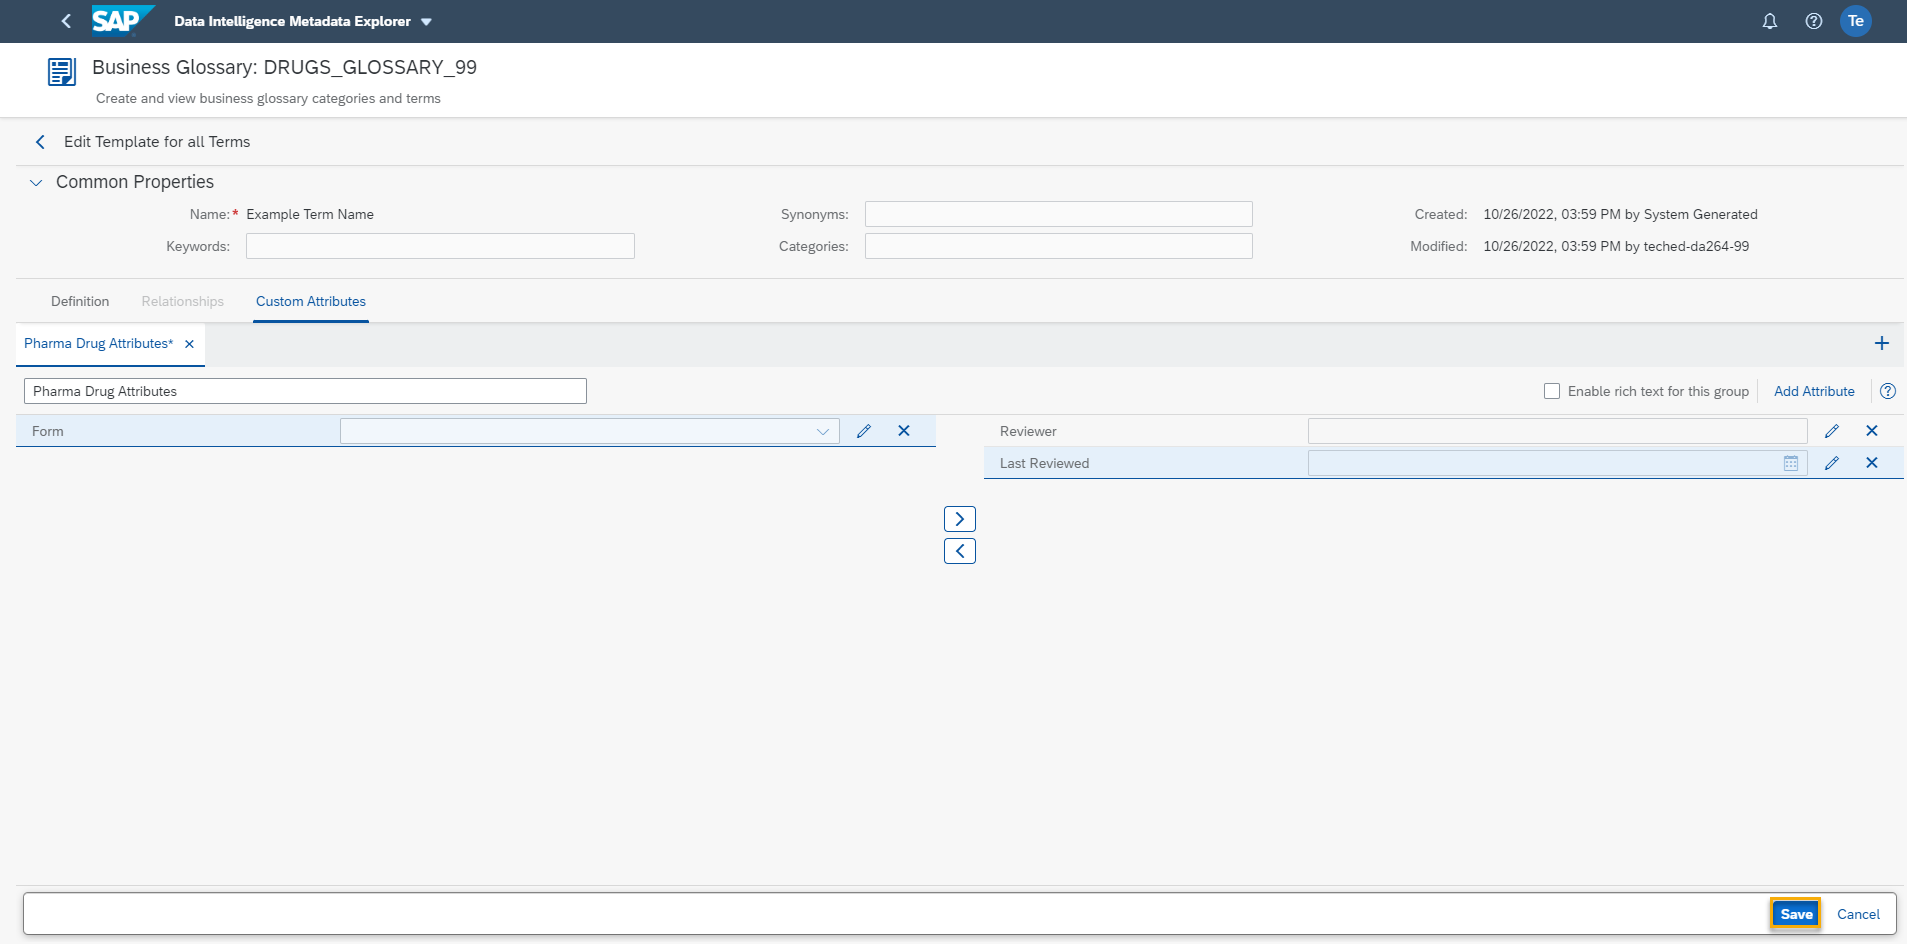 SAP Data Intelligence Metadata Explorer Te
Business Glossary: DRUGS_GLOSSARY_99
Create and view business glossary categories and terms
Edit Template for all Terms
Common Properties
Name:* Example Term Name Synonyms: Created: 10/26/2022, 03:59 PM by System Generated
Keywords: Categories: Modified: 10/26/2022, 03:59 PM by teched-da264-99
Definition Relationships Custom Attributes
Pharma Drug Attributes*
Pharma Drug Attributes Enable rich text for this group Add Attribute
Form Reviewer
Last Reviewed
Save Cancel